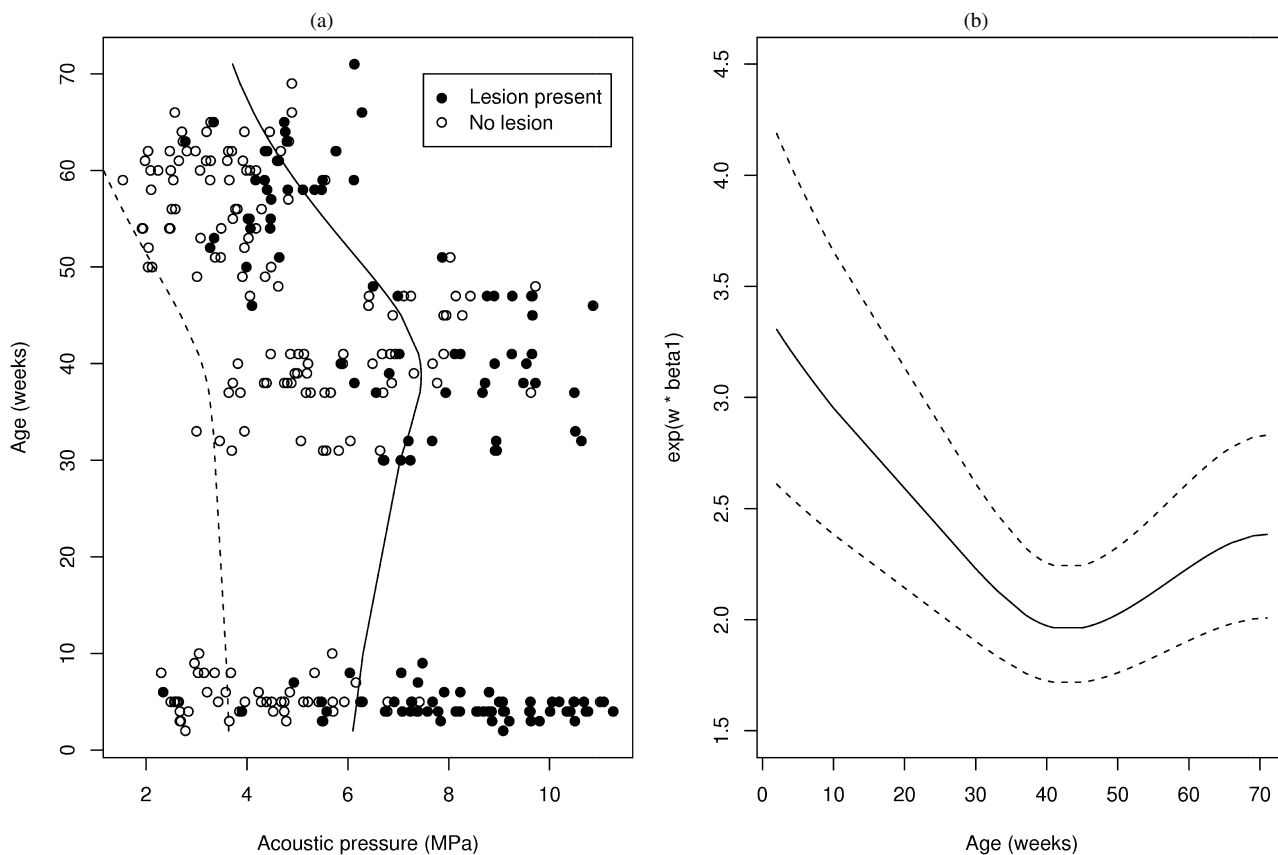 (a)
Age (weeks)
70
60
50
40
30
20
10
0
Lesion present
No lesion
2 4 6 8 10
Acoustic pressure (MPa)
(b)
exp(w * beta1)
4.5
4.0
3.5
3.0
2.5
2.0
1.5
0 10 20 30 40 50 60 70
Age (weeks)